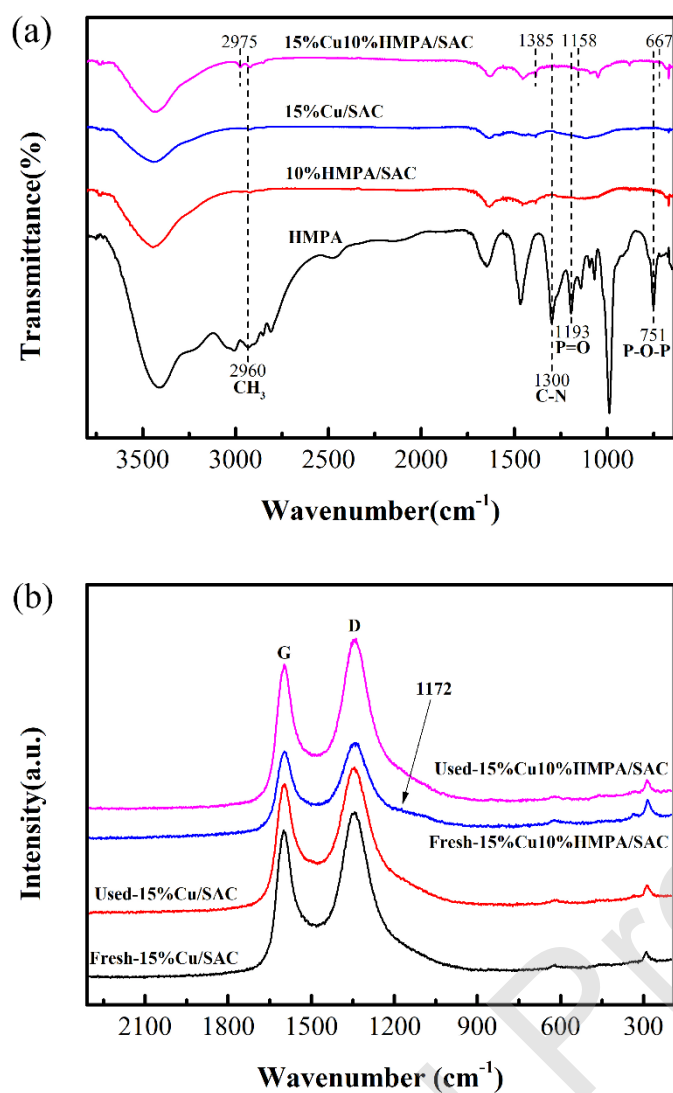 (a)
2975
15%Cu10%HMPA/SAC
1385 1158
667
15%Cu/SAC
10%HMPA/SAC
HMPA
2960
CH3
1193
P=O
1300
C-N
751
P-O-P
Transmittance(%)
3500 3000 2500 2000 1500 1000
Wavenumber(cm-1)
(b)
G
D
1172
Used-15%Cu10%HMPA/SAC
Fresh-15%Cu10%HMPA/SAC
Used-15%Cu/SAC
Fresh-15%Cu/SAC
Intensity(a.u.)
2100 1800 1500 1200 900 600 300
Wavenumber (cm-1)